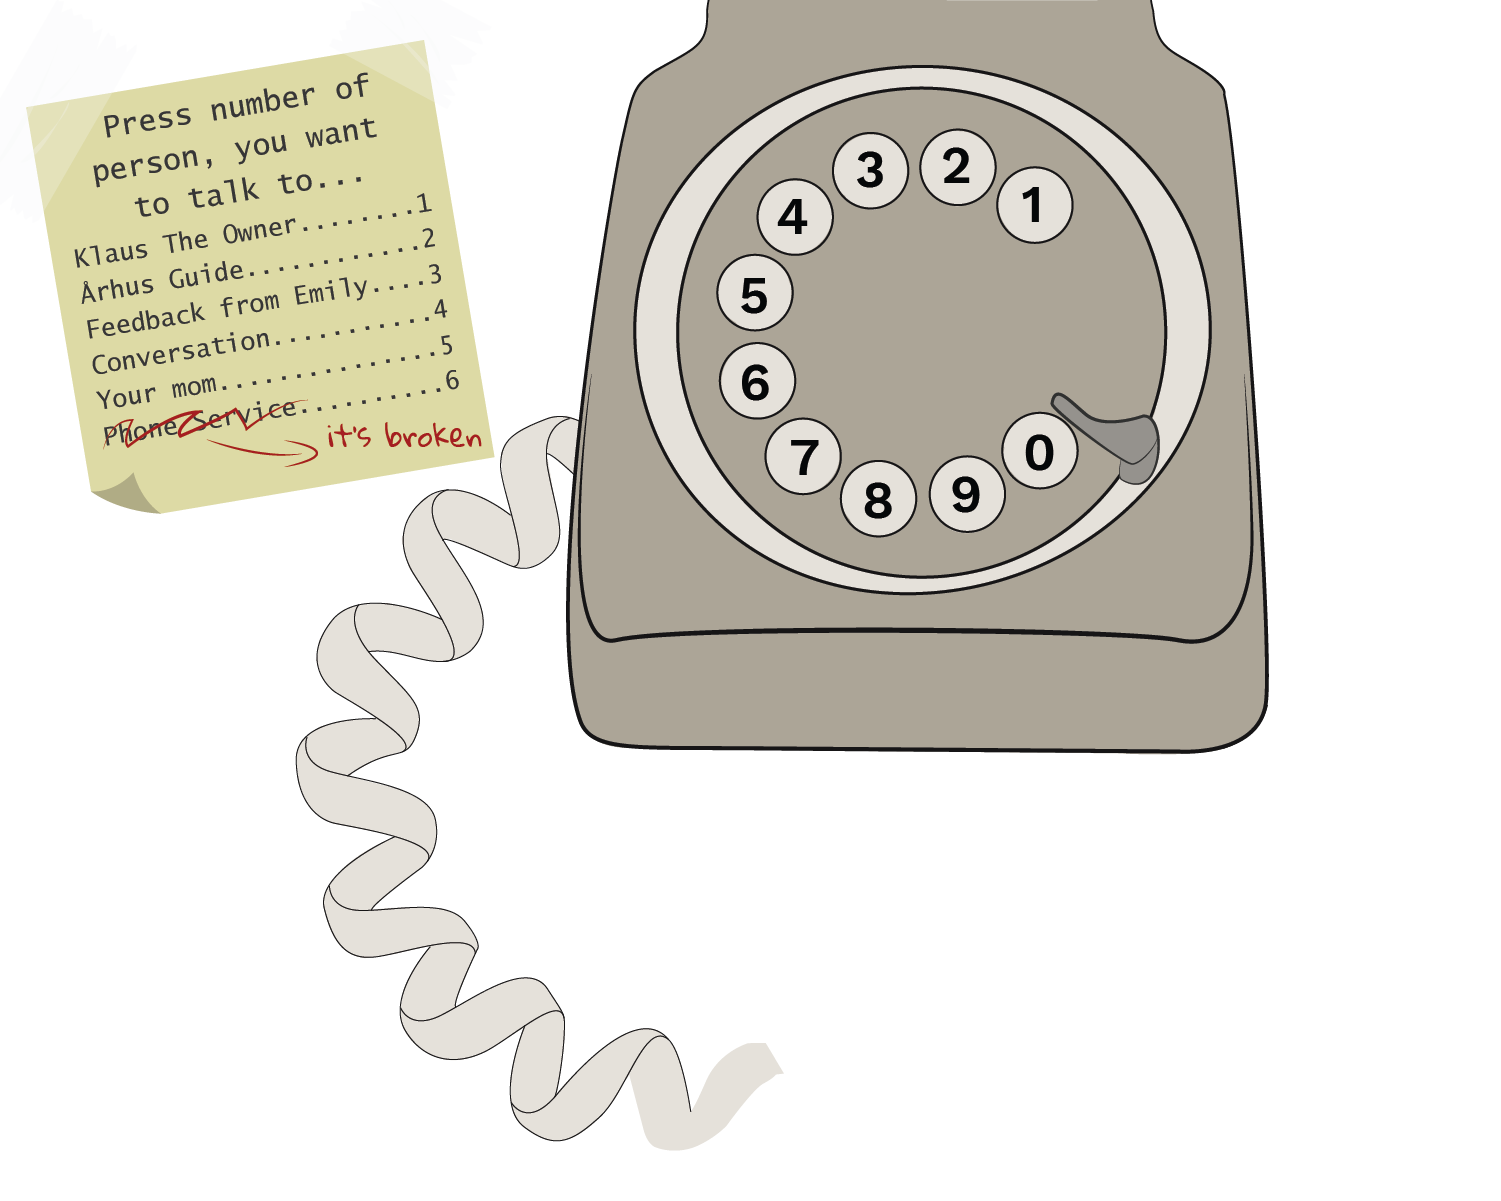 Press number of
person, you want
to talk to...
Klaus The Owner........1
Århus Guide............2
Feedback from Emily....3
Conversation...........4
Your mom...............5
Phone Service..........6
it's broken
3 2 1
4
5
6
7 8 9 0